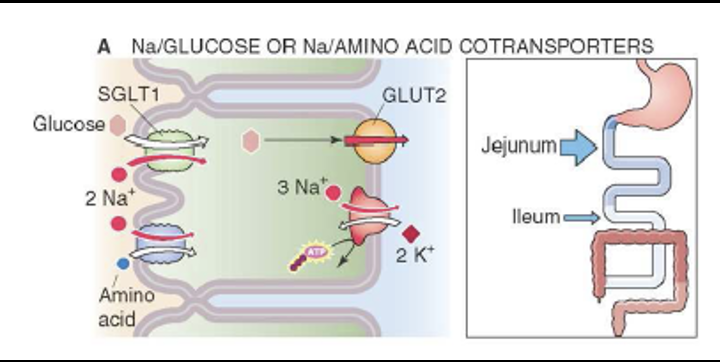 A Na/GLUCOSE OR Na/AMINO ACID COTRANSPORTERS
SGLT1
GLUT2
Glucose
2 Na⁺
3 Na⁺
ATP
2 K⁺
Amino
acid
Jejunum
Ileum